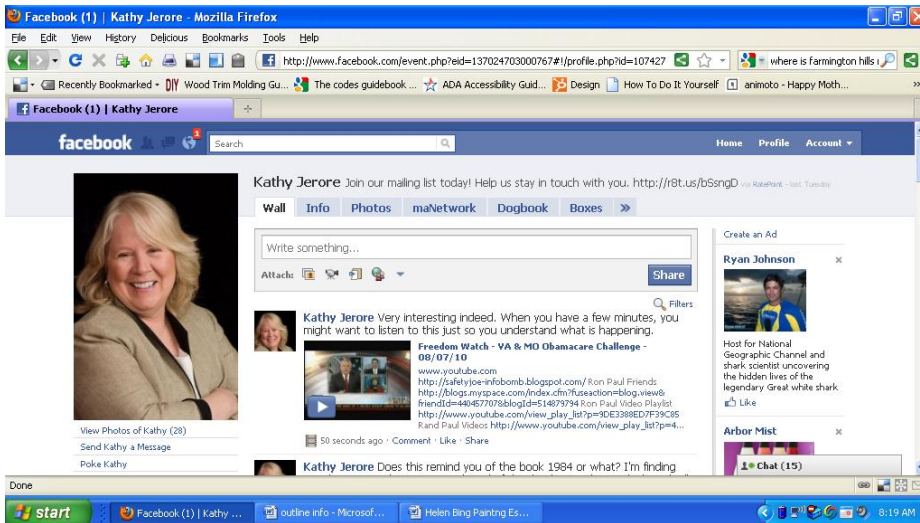 Facebook (1) | Kathy Jerore - Mozilla Firefox
File Edit View History Delicious Bookmarks Tools Help
http://www.facebook.com/event.php?eid=137024703000767#!/profile.php?id=107427
where is farmington hills
Recently Bookmarked DIY Wood Trim Molding Gu... The codes guidebook ... ADA Accessibility Guid... Design How To Do It Yourself animoto - Happy Moth...
Facebook (1) | Kathy Jerore
facebook 1 Search Home Profile Account
Kathy Jerore Join our mailing list today! Help us stay in touch with you. http://r8t.us/bSsngD via RatePoint - last Tuesday
Wall Info Photos maNetwork Dogbook Boxes »
Write something...
Attach:
Share
Filters
Kathy Jerore Very interesting indeed. When you have a few minutes, you
might want to listen to this just so you understand what is happening.
Freedom Watch - VA & MO Obamacare Challenge -
08/07/10
www.youtube.com
http://safetyjoe-infobomb.blogspot.com/ Ron Paul Friends
http://blogs.myspace.com/index.cfm?fuseaction=blog.view&
friendId=440457707&blogId=514879794 Ron Paul Video Playlist
http://www.youtube.com/view_play_list?p=9DE3388ED7F39C85
Rand Paul Videos http://www.youtube.com/view_play_list?p=4...
50 seconds ago · Comment · Like · Share
Kathy Jerore Does this remind you of the book 1984 or what? I'm finding
View Photos of Kathy (28)
Send Kathy a Message
Poke Kathy
Create an Ad
Ryan Johnson
Host for National
Geographic Channel and
shark scientist uncovering
the hidden lives of the
legendary Great white shark
Like
Arbor Mist
Chat (15)
Done
start Facebook (1) | Kathy ... outline info - Microsof... Helen Bing Paintng Es... 8:19 AM